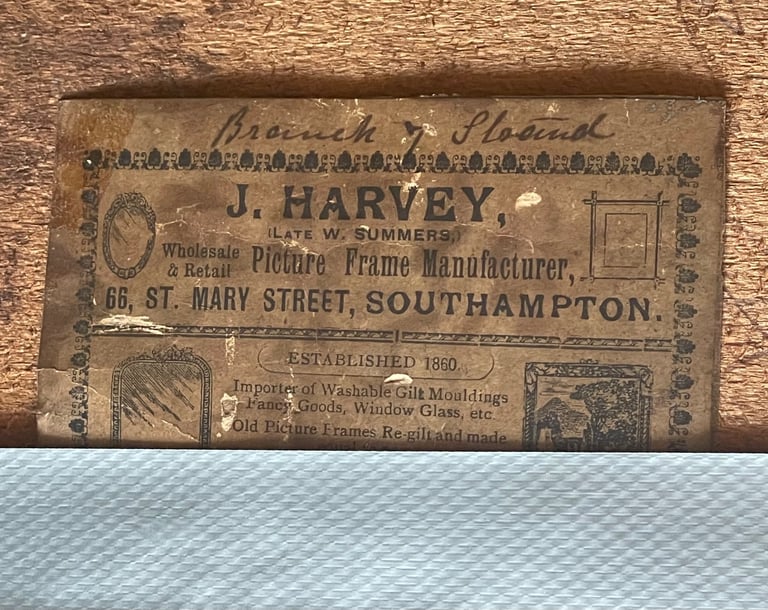 Branch 7 Strand
J. HARVEY,
(LATE W. SUMMERS,)
Wholesale & Retail Picture Frame Manufacturer,
66, ST. MARY STREET, SOUTHAMPTON.
ESTABLISHED 1860.
Importer of Washable Gilt Mouldings
Fancy Goods, Window Glass, etc.
Old Picture Frames Re-gilt and made